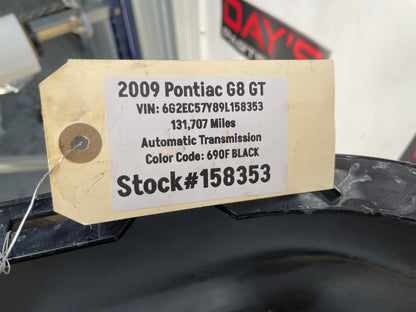 DAY'S
2009 Pontiac G8 GT
VIN: 6G2EC57Y89L158353
131,707 Miles
Automatic Transmission
Color Code: 690F BLACK
Stock#158353